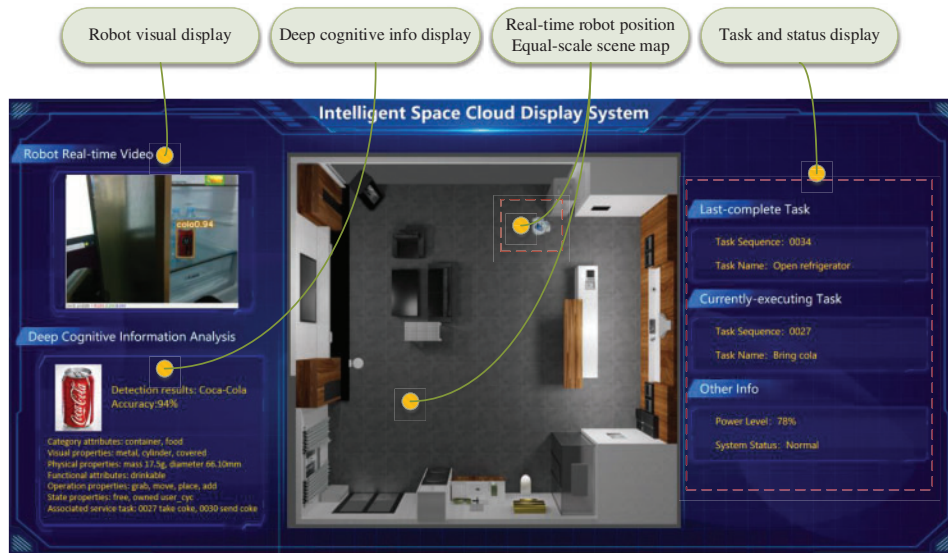 Robot visual display
Deep cognitive info display
Real-time robot position
Equal-scale scene map
Task and status display
Intelligent Space Cloud Display System
Robot Real-time Video
cola0.94
Deep Cognitive Information Analysis
Coca-Cola
Detection results: Coca-Cola
Accuracy:94%
Category attributes: container, food
Visual properties: metal, cylinder, covered
Physical properties: mass 17.5g, diameter 66.10mm
Functional attributes: drinkable
Operation properties: grab, move, place, add
State properties: free, owned user_cyc
Associated service task: 0027 take coke, 0030 send coke
Last-complete Task
Task Sequence: 0034
Task Name: Open refrigerator
Currently-executing Task
Task Sequence: 0027
Task Name: Bring cola
Other Info
Power Level: 78%
System Status: Normal